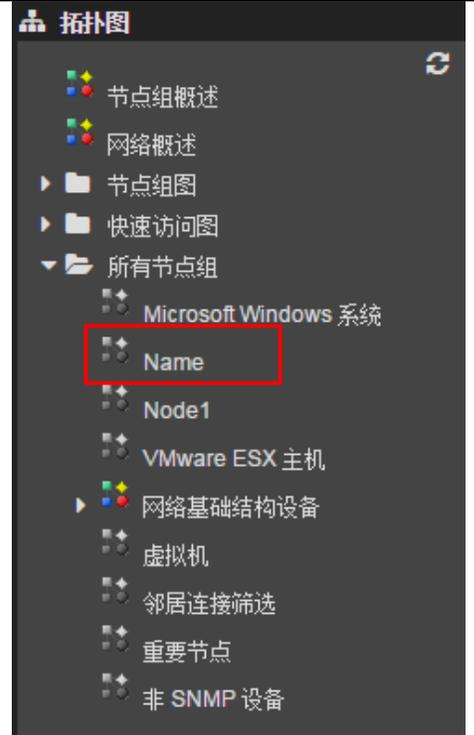 拓扑图
节点组概述
网络概述
节点组图
快速访问图
所有节点组
Microsoft Windows 系统
Name
Node1
VMware ESX 主机
网络基础结构设备
虚拟机
邻居连接筛选
重要节点
非 SNMP 设备